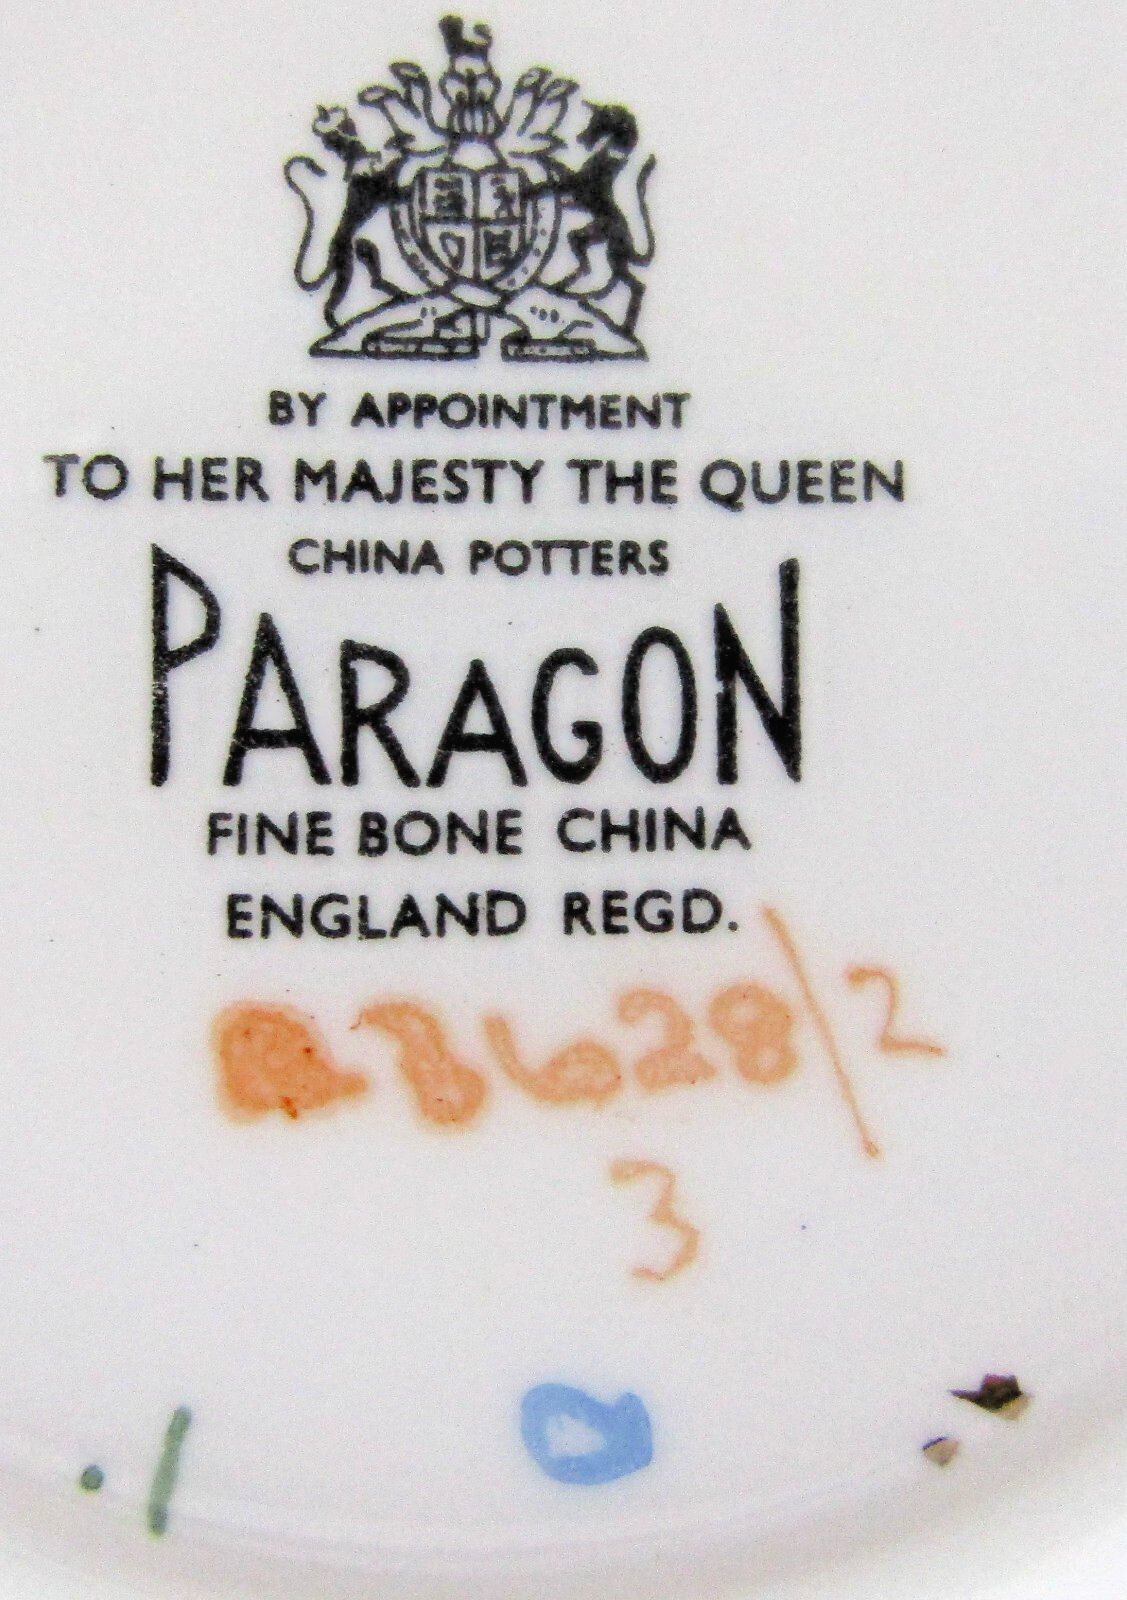 BY APPOINTMENT
TO HER MAJESTY THE QUEEN
CHINA POTTERS
PARAGON
FINE BONE CHINA
ENGLAND REGD.
3